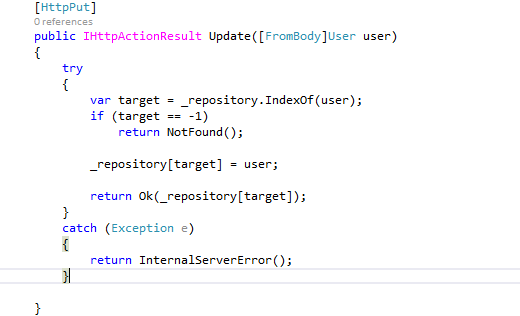 [HttpPut]
0 references
public IHttpActionResult Update([FromBody]User user)
{
try
{
var target = _repository.IndexOf(user);
if (target == -1)
return NotFound();
_repository[target] = user;
return Ok(_repository[target]);
}
catch (Exception e)
{
return InternalServerError();
}
}